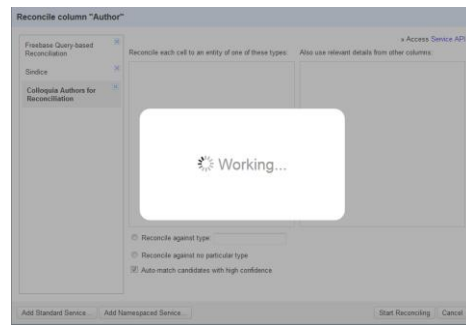 Reconcile column "Author"
» Access Service API
Freebase Query-based
Reconciliation
Reconcile each cell to an entity of one of these types:
Also use relevant details from other columns:
Sindice
Colloquia Authors for
Reconciliation
Working...
Reconcile against type
Reconcile against no particular type
Auto match candidates with high confidence
Add Standard Service...
Add Namespaced Service...
Start Reconciling
Cancel